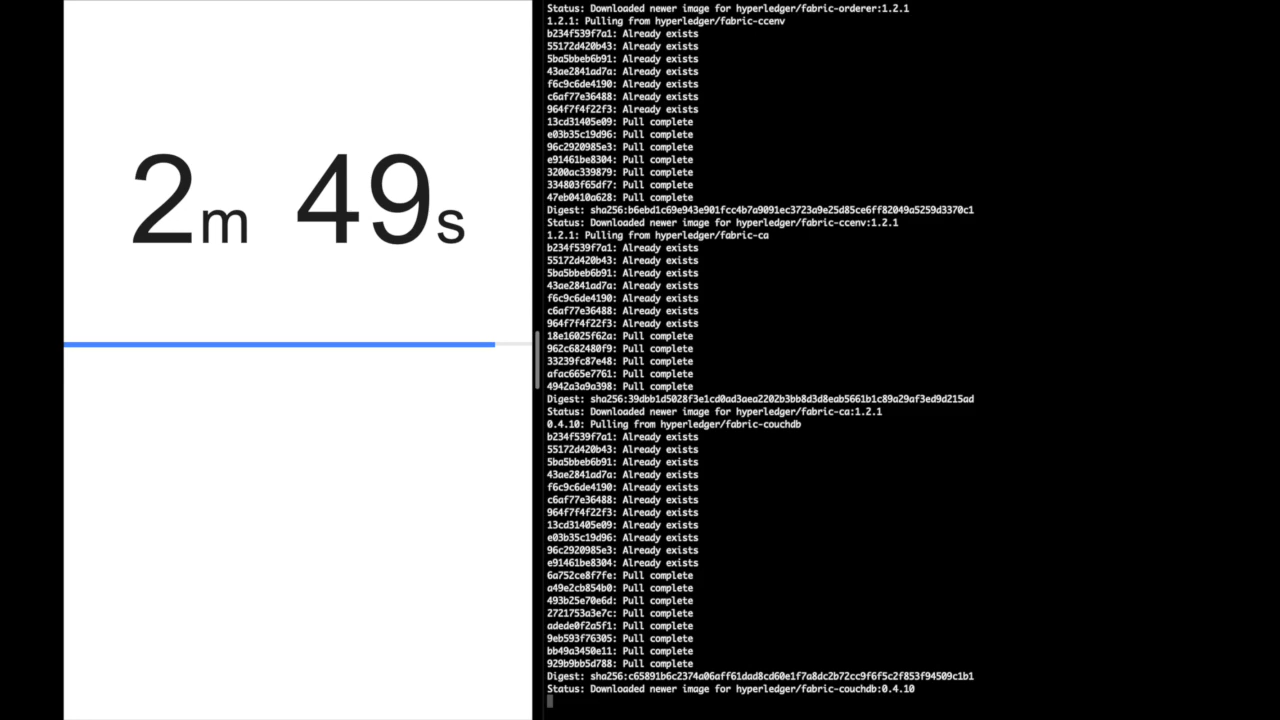 2m 49s
Status: Downloaded newer image for hyperledger/fabric-orderer:1.2.1
1.2.1: Pulling from hyperledger/fabric-ccenv
b234f539f7a1: Already exists
55172d420b43: Already exists
5ba5bbeb6b91: Already exists
43ae2841ad7a: Already exists
f6c9c6de4190: Already exists
c6af77e36488: Already exists
964f7f4f22f3: Already exists
13cd31405e09: Pull complete
e03b35c19d96: Pull complete
96c2920985e3: Pull complete
e91461be8304: Pull complete
3200ac339879: Pull complete
334803f65df7: Pull complete
47eb0410a628: Pull complete
Digest: sha256:b6ebd1c69e943e901fcc4b7a9091ec3723a9e25d85ce6ff82049a5259d3370c1
Status: Downloaded newer image for hyperledger/fabric-ccenv:1.2.1
1.2.1: Pulling from hyperledger/fabric-ca
b234f539f7a1: Already exists
55172d420b43: Already exists
5ba5bbeb6b91: Already exists
43ae2841ad7a: Already exists
f6c9c6de4190: Already exists
c6af77e36488: Already exists
964f7f4f22f3: Already exists
18e16025f62a: Pull complete
962c682480f9: Pull complete
33239fc87e48: Pull complete
afac665e7761: Pull complete
4942a3a9a398: Pull complete
Digest: sha256:39dbb1d5028f3e1cd0ad3aea2202b3bb8d3d8eab5661b1c89a29af3ed9d215ad
Status: Downloaded newer image for hyperledger/fabric-ca:1.2.1
0.4.10: Pulling from hyperledger/fabric-couchdb
b234f539f7a1: Already exists
55172d420b43: Already exists
5ba5bbeb6b91: Already exists
43ae2841ad7a: Already exists
f6c9c6de4190: Already exists
c6af77e36488: Already exists
964f7f4f22f3: Already exists
13cd31405e09: Already exists
e03b35c19d96: Already exists
96c2920985e3: Already exists
e91461be8304: Already exists
6a752ce8f7fe: Pull complete
a49e2cb854b0: Pull complete
493b25e70e6d: Pull complete
2721753a3e7c: Pull complete
adede0f2a5f1: Pull complete
9eb593f76305: Pull complete
bb49a3450e11: Pull complete
929b9bb5d788: Pull complete
Digest: sha256:c65891b6c2374a06aff61dad8cd60e1f7a8dc2b72cc9f6f5c2f853f94509c1b1
Status: Downloaded newer image for hyperledger/fabric-couchdb:0.4.10